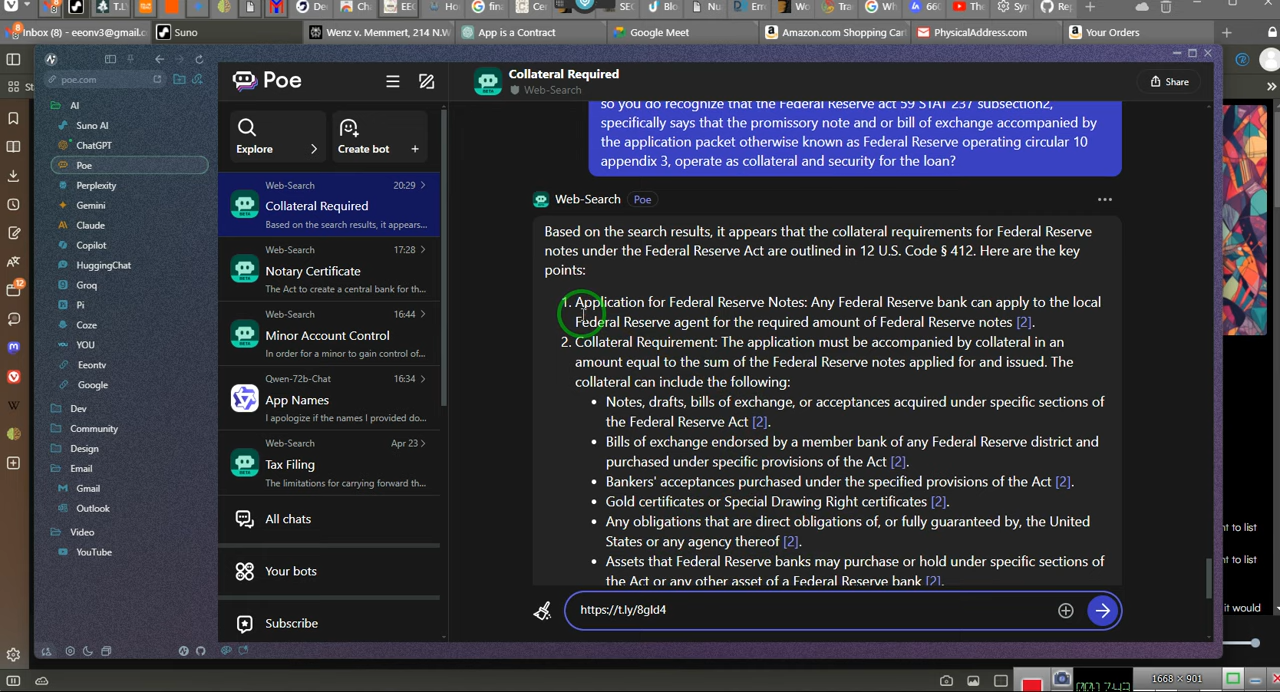 Inbox (8) - eeonv3@gmail.c
Suno
Wenz v. Memmert, 214 N.W
App is a Contract
Google Meet
Amazon.com Shopping Car
PhysicalAddress.com
Your Orders
poe.com
AI
Suno AI
ChatGPT
Poe
Perplexity
Gemini
Claude
Copilot
HuggingChat
Groq
Pi
Coze
YOU
Eeontv
Google
Dev
Community
Design
Email
Gmail
Outlook
Video
YouTube
Poe
Explore
Create bot
Web-Search 20:29
Collateral Required
Based on the search results, it appears...
Web-Search 17:28
Notary Certificate
The Act to create a central bank for th...
Web-Search 16:44
Minor Account Control
In order for a minor to gain control of...
Qwen-72b-Chat 16:34
App Names
I apologize if the names I provided do...
Web-Search Apr 23
Tax Filing
The limitations for carrying forward th...
All chats
Your bots
Subscribe
Collateral Required
Web-Search
Share
so you do recognize that the Federal Reserve act 59 STAT 237 subsection2,
specifically says that the promissory note and or bill of exchange accompanied by
the application packet otherwise known as Federal Reserve operating circular 10
appendix 3, operate as collateral and security for the loan?
Web-Search Poe
Based on the search results, it appears that the collateral requirements for Federal Reserve
notes under the Federal Reserve Act are outlined in 12 U.S. Code § 412. Here are the key
points:
1. Application for Federal Reserve Notes: Any Federal Reserve bank can apply to the local
Federal Reserve agent for the required amount of Federal Reserve notes [2].
2. Collateral Requirement: The application must be accompanied by collateral in an
amount equal to the sum of the Federal Reserve notes applied for and issued. The
collateral can include the following:
• Notes, drafts, bills of exchange, or acceptances acquired under specific sections of
the Federal Reserve Act [2].
• Bills of exchange endorsed by a member bank of any Federal Reserve district and
purchased under specific provisions of the Act [2].
• Bankers' acceptances purchased under the specified provisions of the Act [2].
• Gold certificates or Special Drawing Right certificates [2].
• Any obligations that are direct obligations of, or fully guaranteed by, the United
States or any agency thereof [2].
• Assets that Federal Reserve banks may purchase or hold under specific sections of
the Act or any other asset of a Federal Reserve bank [2].
https://t.ly/8gld4
nt to list
nt to list
it would
1668 × 901